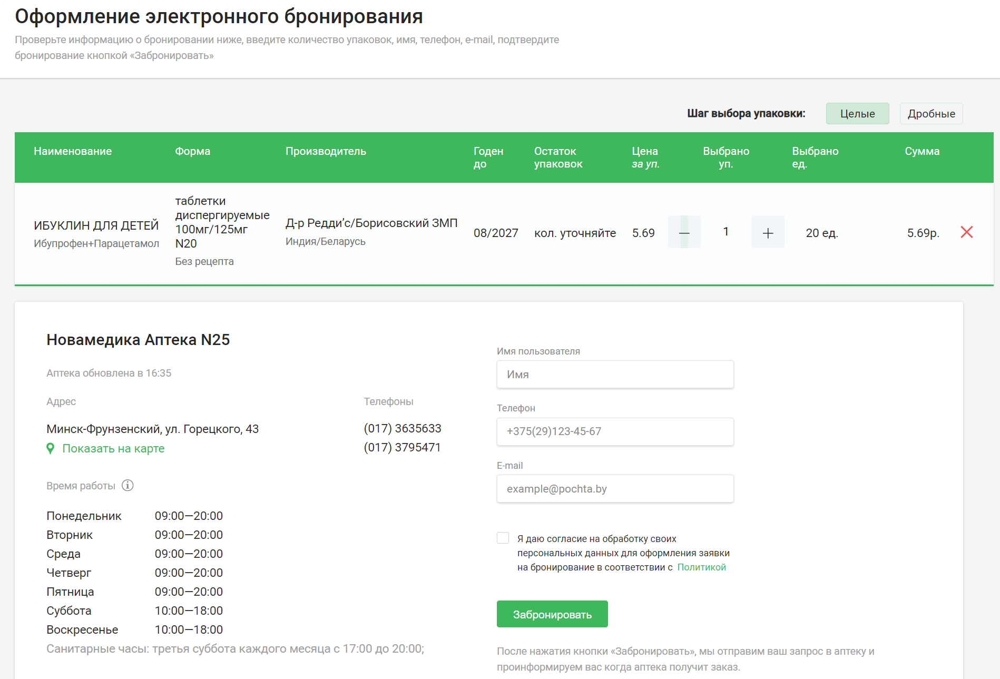 Оформление электронного бронирования
Проверьте информацию о бронировании ниже, введите количество упаковок, имя, телефон, e-mail, подтвердите
бронирование кнопкой «Забронировать»
Шаг выбора упаковки: Целые Дробные
Наименование Форма Производитель Годен до Остаток упаковок Цена за уп. Выбрано уп. Выбрано ед. Сумма
ИБУКЛИН ДЛЯ ДЕТЕЙ
Ибупрофен+Парацетамол
таблетки
диспергируемые
100мг/125мг
N20
Без рецепта
Д-р Редди’с/Борисовский ЗМП
Индия/Беларусь
08/2027 кол. уточняйте 5.69 — 1 + 20 ед. 5.69р.
Новамедика Аптека N25
Аптека обновлена в 16:35
Адрес
Минск-Фрунзенский, ул. Горецкого, 43
Показать на карте
Телефоны
(017) 3635633
(017) 3795471
Время работы
Понедельник 09:00—20:00
Вторник 09:00—20:00
Среда 09:00—20:00
Четверг 09:00—20:00
Пятница 09:00—20:00
Суббота 10:00—18:00
Воскресенье 10:00—18:00
Санитарные часы: третья суббота каждого месяца с 17:00 до 20:00;
Имя пользователя
Имя
Телефон
+375(29)123-45-67
E-mail
example@pochta.by
Я даю согласие на обработку своих
персональных данных для оформления заявки
на бронирование в соответствии с Политикой
Забронировать
После нажатия кнопки «Забронировать», мы отправим ваш запрос в аптеку и
проинформируем вас когда аптека получит заказ.